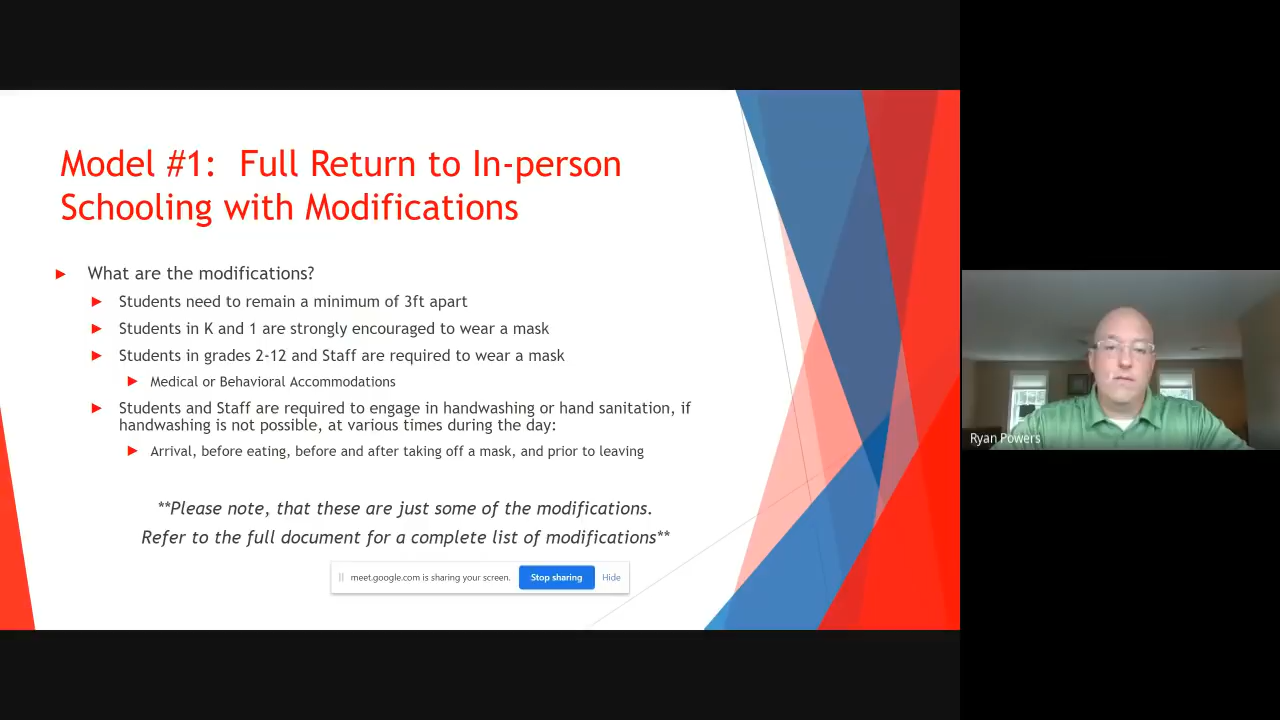 Model #1:  Full Return to In-person
Schooling with Modifications
What are the modifications?
Students need to remain a minimum of 3ft apart
Students in K and 1 are strongly encouraged to wear a mask
Students in grades 2-12 and Staff are required to wear a mask
Medical or Behavioral Accommodations
Students and Staff are required to engage in handwashing or hand sanitation, if
handwashing is not possible, at various times during the day:
Arrival, before eating, before and after taking off a mask, and prior to leaving
**Please note, that these are just some of the modifications.
Refer to the full document for a complete list of modifications**
meet.google.com is sharing your screen. Stop sharing Hide
Ryan Powers